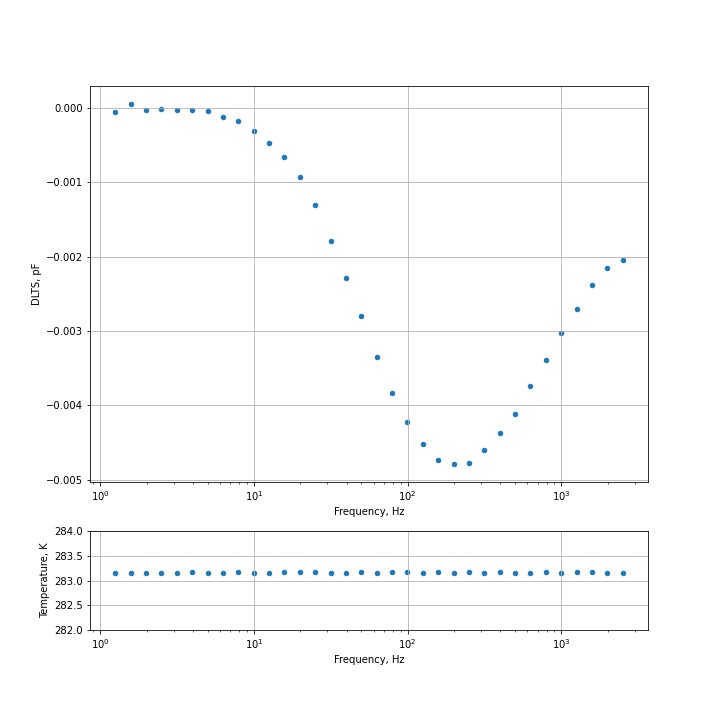 0.000
−0.001
−0.002
−0.003
−0.004
−0.005
DLTS, pF
10⁰ 10¹ 10² 10³
Frequency, Hz
284.0
283.5
283.0
282.5
282.0
Temperature, K
10⁰ 10¹ 10² 10³
Frequency, Hz